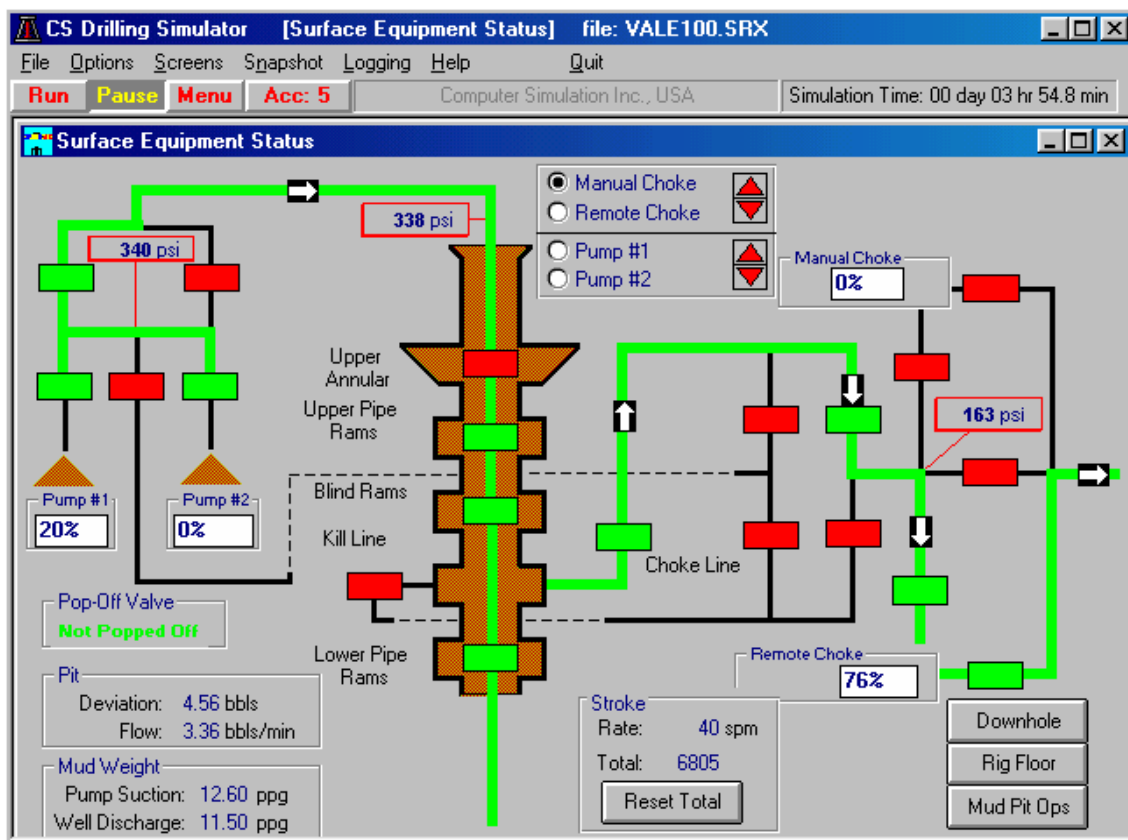 CS Drilling Simulator [Surface Equipment Status] file: VALE100.SRX
File Options Screens Snapshot Logging Help Quit
Run Pause Menu Acc: 5 Computer Simulation Inc., USA Simulation Time: 00 day 03 hr 54.8 min
Surface Equipment Status
Manual Choke
Remote Choke
Pump #1
Pump #2
338 psi
340 psi
Manual Choke
0%
Upper
Annular
Upper Pipe
Rams
163 psi
Blind Rams
Kill Line
Choke Line
Pump #1
20%
Pump #2
0%
Pop-Off Valve
Not Popped Off
Lower Pipe
Rams
Remote Choke
76%
Pit
Deviation: 4.56 bbls
Flow: 3.36 bbls/min
Stroke
Rate: 40 spm
Total: 6805
Reset Total
Downhole
Rig Floor
Mud Pit Ops
Mud Weight
Pump Suction: 12.60 ppg
Well Discharge: 11.50 ppg